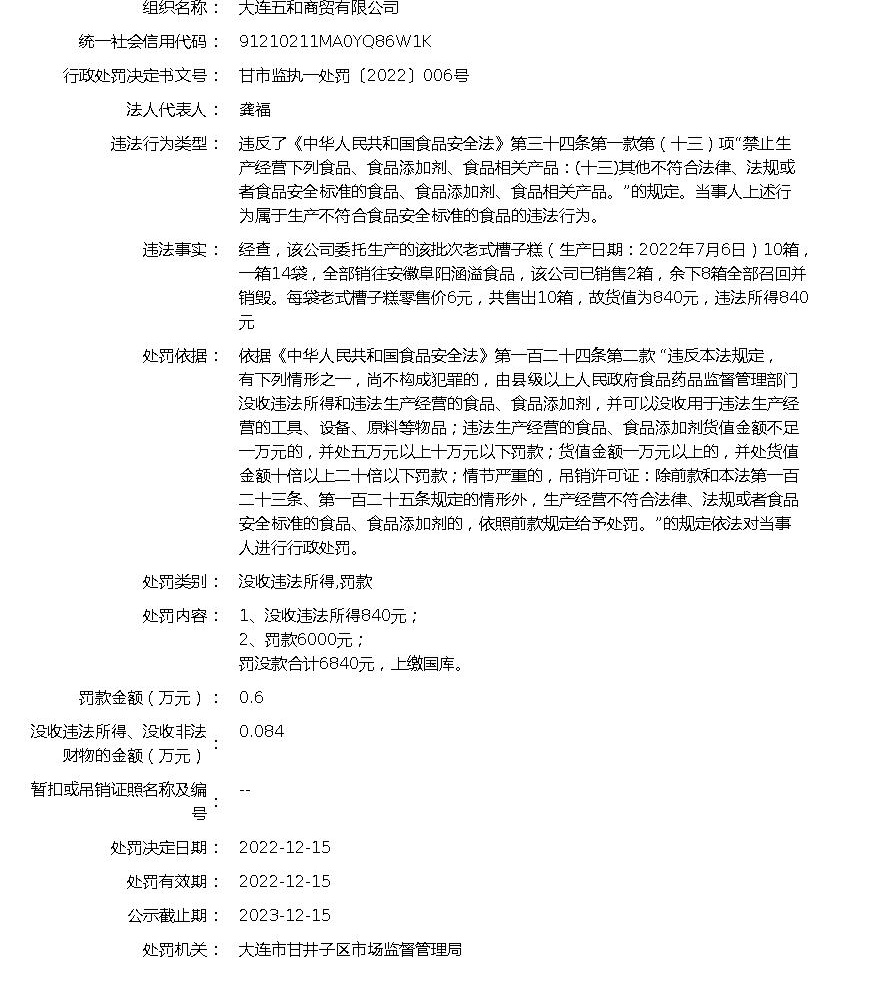 组织名称： 大连五和商贸有限公司
统一社会信用代码： 91210211MA0YQ86W1K
行政处罚决定书文号： 甘市监执一处罚〔2022〕006号
法人代表人： 龚福
违法行为类型： 违反了《中华人民共和国食品安全法》第三十四条第一款第（十三）项“禁止生
产经营下列食品、食品添加剂、食品相关产品：(十三)其他不符合法律、法规或
者食品安全标准的食品、食品添加剂、食品相关产品。”的规定。当事人上述行
为属于生产不符合食品安全标准的食品的违法行为。
违法事实： 经查，该公司委托生产的该批次老式槽子糕（生产日期：2022年7月6日）10箱，
一箱14袋，全部销往安徽阜阳涵溢食品，该公司已销售2箱，余下8箱全部召回并
销毁。每袋老式槽子糕零售价6元，共售出10箱，故货值为840元，违法所得840
元
处罚依据： 依据《中华人民共和国食品安全法》第一百二十四条第二款 “违反本法规定，
有下列情形之一，尚不构成犯罪的，由县级以上人民政府食品药品监督管理部门
没收违法所得和违法生产经营的食品、食品添加剂，并可以没收用于违法生产经
营的工具、设备、原料等物品；违法生产经营的食品、食品添加剂货值金额不足
一万元的，并处五万元以上十万元以下罚款；货值金额一万元以上的，并处货值
金额十倍以上二十倍以下罚款；情节严重的，吊销许可证：除前款和本法第一百
二十三条、第一百二十五条规定的情形外，生产经营不符合法律、法规或者食品
安全标准的食品、食品添加剂的，依照前款规定给予处罚。”的规定依法对当事
人进行行政处罚。
处罚类别： 没收违法所得,罚款
处罚内容： 1、没收违法所得840元；
2、罚款6000元；
罚没款合计6840元，上缴国库。
罚款金额（万元）： 0.6
没收违法所得、没收非法
财物的金额（万元）： 0.084
暂扣或吊销证照名称及编
号： --
处罚决定日期： 2022-12-15
处罚有效期： 2022-12-15
公示截止期： 2023-12-15
处罚机关： 大连市甘井子区市场监督管理局